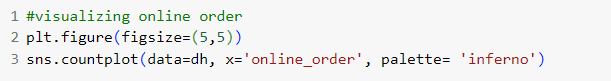 1 #visualizing online order
2 plt.figure(figsize=(5,5))
3 sns.countplot(data=dh, x='online_order', palette= 'inferno')